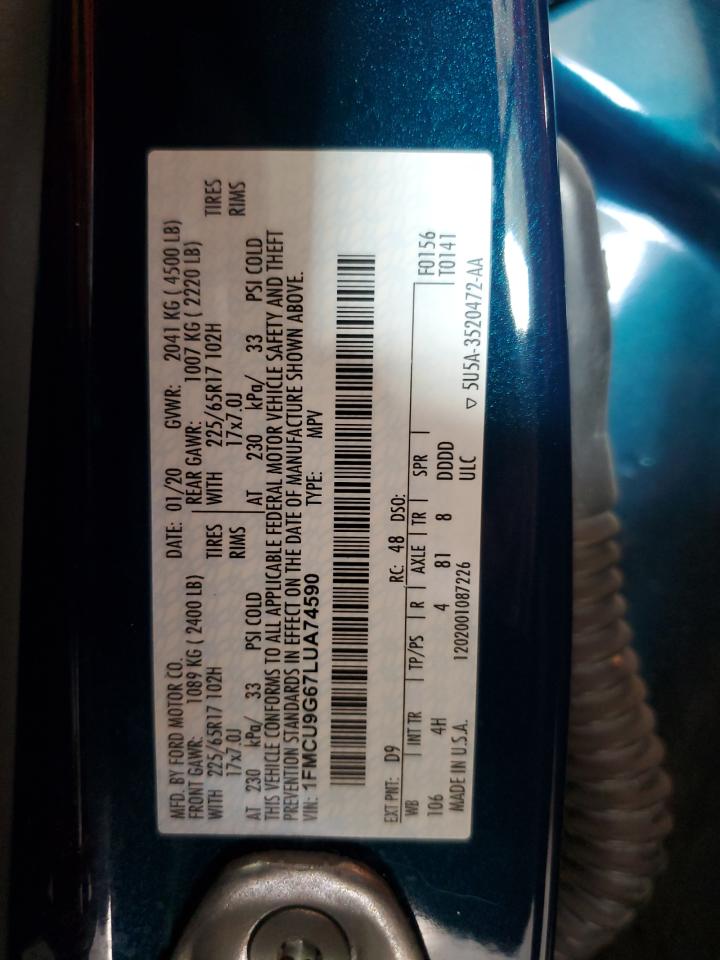 MFD. BY FORD MOTOR CO. DATE: 01/20 GVWR: 2041 KG ( 4500 LB)
FRONT GAWR: 1089 KG ( 2400 LB) REAR GAWR: 1007 KG ( 2220 LB)
WITH 225/65R17 102H TIRES WITH 225/65R17 102H TIRES
17x7.0J RIMS 17x7.0J RIMS
AT 230 kPa/ 33 PSI COLD AT 230 kPa/ 33 PSI COLD
THIS VEHICLE CONFORMS TO ALL APPLICABLE FEDERAL MOTOR VEHICLE SAFETY AND THEFT
PREVENTION STANDARDS IN EFFECT ON THE DATE OF MANUFACTURE SHOWN ABOVE.
VIN: 1FMCU9G67LUA74590 TYPE: MPV
EXT PNT: D9 RC: 48 DSO:
WB INT TR TP/PS R AXLE TR SPR F0156
106 4H 4 81 8 DDDD T0141
MADE IN U.S.A. 1202001087226 ULC ▽ 5U5A-3520472-AA